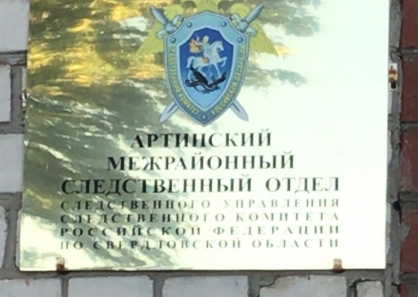 АРТИНСКИЙ
МЕЖРАЙОННЫЙ
СЛЕДСТВЕННЫЙ ОТДЕЛ
СЛЕДСТВЕННОГО УПРАВЛЕНИЯ
СЛЕДСТВЕННОГО КОМИТЕТА
РОССИЙСКОЙ ФЕДЕРАЦИИ
ПО СВЕРДЛОВСКОЙ ОБЛАСТИ